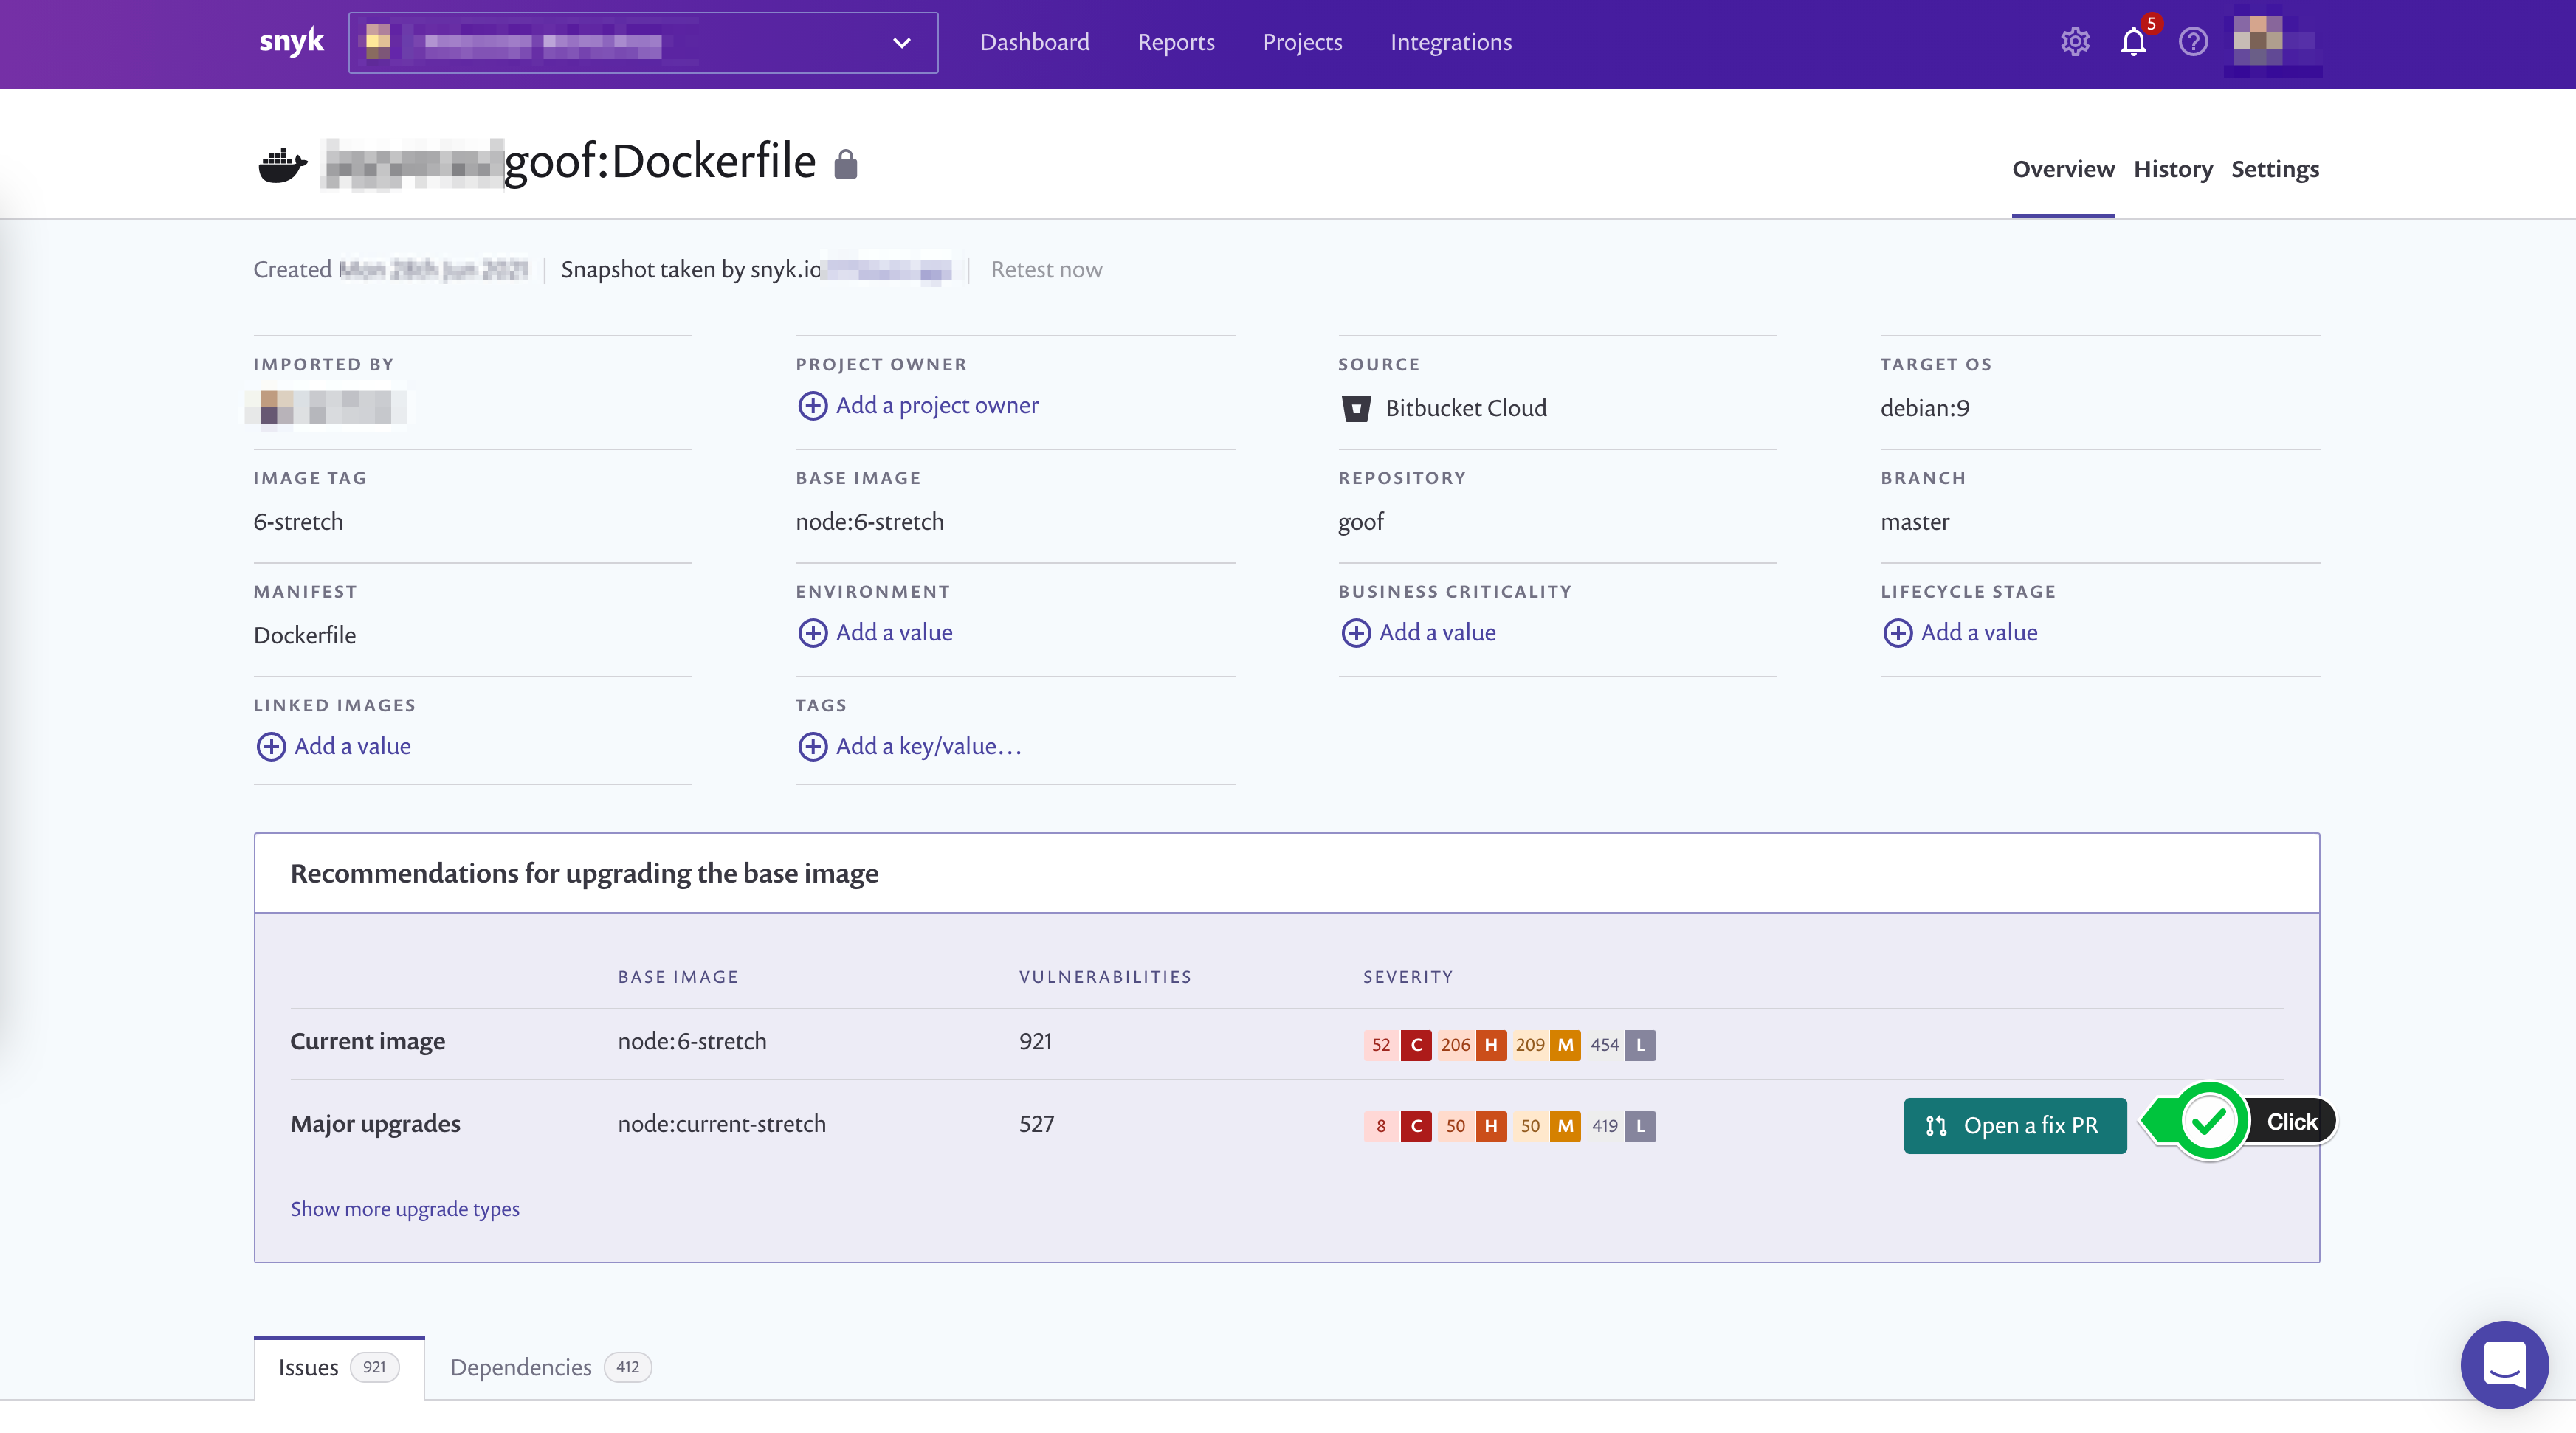 snyk Dashboard Reports Projects Integrations 5
goof:Dockerfile
Overview History Settings
Created Mon 28th Jun 2021 Snapshot taken by snyk.io Retest now
IMPORTED BY PROJECT OWNER SOURCE TARGET OS
Add a project owner Bitbucket Cloud debian:9
IMAGE TAG BASE IMAGE REPOSITORY BRANCH
6-stretch node:6-stretch goof master
MANIFEST ENVIRONMENT BUSINESS CRITICALITY LIFECYCLE STAGE
Dockerfile Add a value Add a value Add a value
LINKED IMAGES TAGS
Add a value Add a key/value...
Recommendations for upgrading the base image
BASE IMAGE VULNERABILITIES SEVERITY
Current image node:6-stretch 921 52 C 206 H 209 M 454 L
Major upgrades node:current-stretch 527 8 C 50 H 50 M 419 L Open a fix PR Click
Show more upgrade types
Issues 921 Dependencies 412